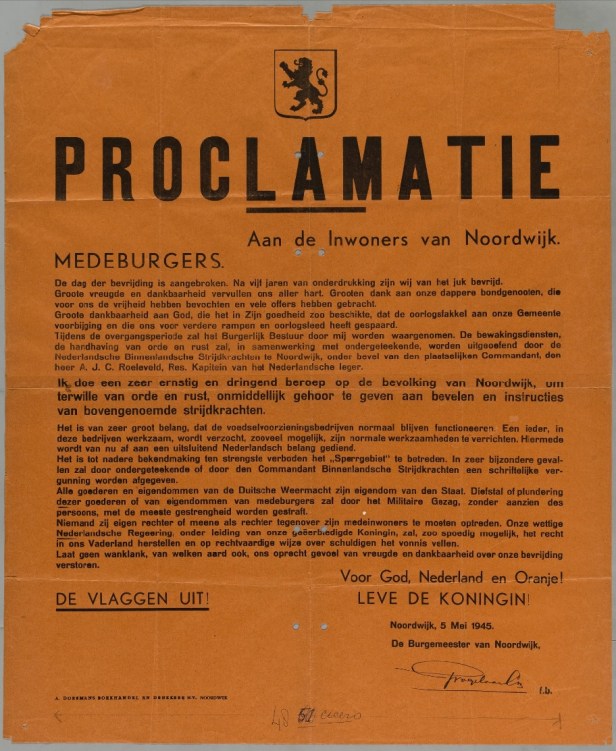 PROCLAMATIE
Aan de Inwoners van Noordwijk.
MEDEBURGERS.
De dag der bevrijding is aangebroken. Na vijf jaren van onderdrukking zijn wij van het juk bevrijd.
Groote vreugde en dankbaarheid vervullen ons aller hart. Grooten dank aan onze dappere bondgenooten, die
voor ons de vrijheid hebben bevochten en vele offers hebben gebracht.
Groote dankbaarheid aan God, die het in Zijn goedheid zoo beschikte, dat de oorlogsfakkel aan onze Gemeente
voorbijging en die ons voor verdere rampen en oorlogsleed heeft gespaard.
Tijdens de overgangsperiode zal het Burgerlijk Bestuur door mij worden waargenomen. De bewakingsdiensten,
de handhaving van orde en rust zal, in samenwerking met ondergeteekende, worden uitgeoefend door de
Nederlandsche Binnenlandsche Strijdkrachten te Noordwijk, onder bevel van den plaatselijken Commandant, den
heer A. J. C. Roeleveld, Res. Kapitein van het Nederlandsche leger.
Ik doe een zeer ernstig en dringend beroep op de bevolking van Noordwijk, om
terwille van orde en rust, onmiddelijk gehoor te geven aan bevelen en instructies
van bovengenoemde strijdkrachten.
Het is van zeer groot belang, dat de voedselvoorzieningsbedrijven normaal blijven functioneeren. Een ieder, in
deze bedrijven werkzaam, wordt verzocht, zooveel mogelijk, zijn normale werkzaamheden te verrichten. Hiermede
wordt van nu af aan een uitsluitend Nederlandsch belang gediend.
Het is tot nadere bekendmaking ten strengste verboden het „Sperrgebiet” te betreden. In zeer bijzondere geval-
len zal door ondergeteekende of door den Commandant Binnenlandsche Strijdkrachten een schriftelijke ver-
gunning worden afgegeven.
Alle goederen en eigendommen van de Duitsche Weermacht zijn eigendom van den Staat. Diefstal of plundering
dezer goederen of van eigendommen van medeburgers zal door het Militaire Gezag, zonder aanzien des
persoons, met de meeste gestrengheid worden gestraft.
Niemand zij eigen rechter of meene als rechter tegenover zijn medeinwoners te moeten optreden. Onze wettige
Nederlandsche Regeering, onder leiding van onze geëerbiedigde Koningin, zal, zoo spoedig mogelijk, het recht
in ons Vaderland herstellen en op rechtvaardige wijze over schuldigen het vonnis vellen.
Laat geen wanklank, van welken aard ook, ons oprecht gevoel van vreugde en dankbaarheid over onze bevrijding
verstoren.
Voor God, Nederland en Oranje!
DE VLAGGEN UIT!
LEVE DE KONINGIN!
Noordwijk, 5 Mei 1945.
De Burgemeester van Noordwijk,
f.b.
NOORDWIJK
48